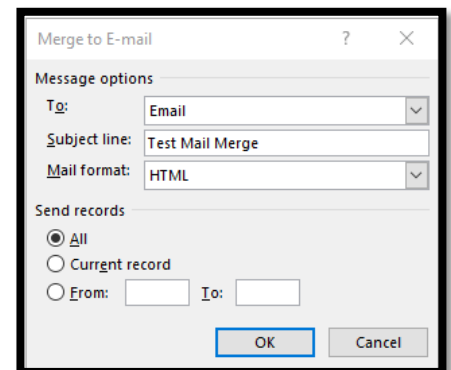 Merge to E-mail ? ×
Message options
To: Email
Subject line: Test Mail Merge
Mail format: HTML
Send records
All
Current record
From: To:
OK Cancel